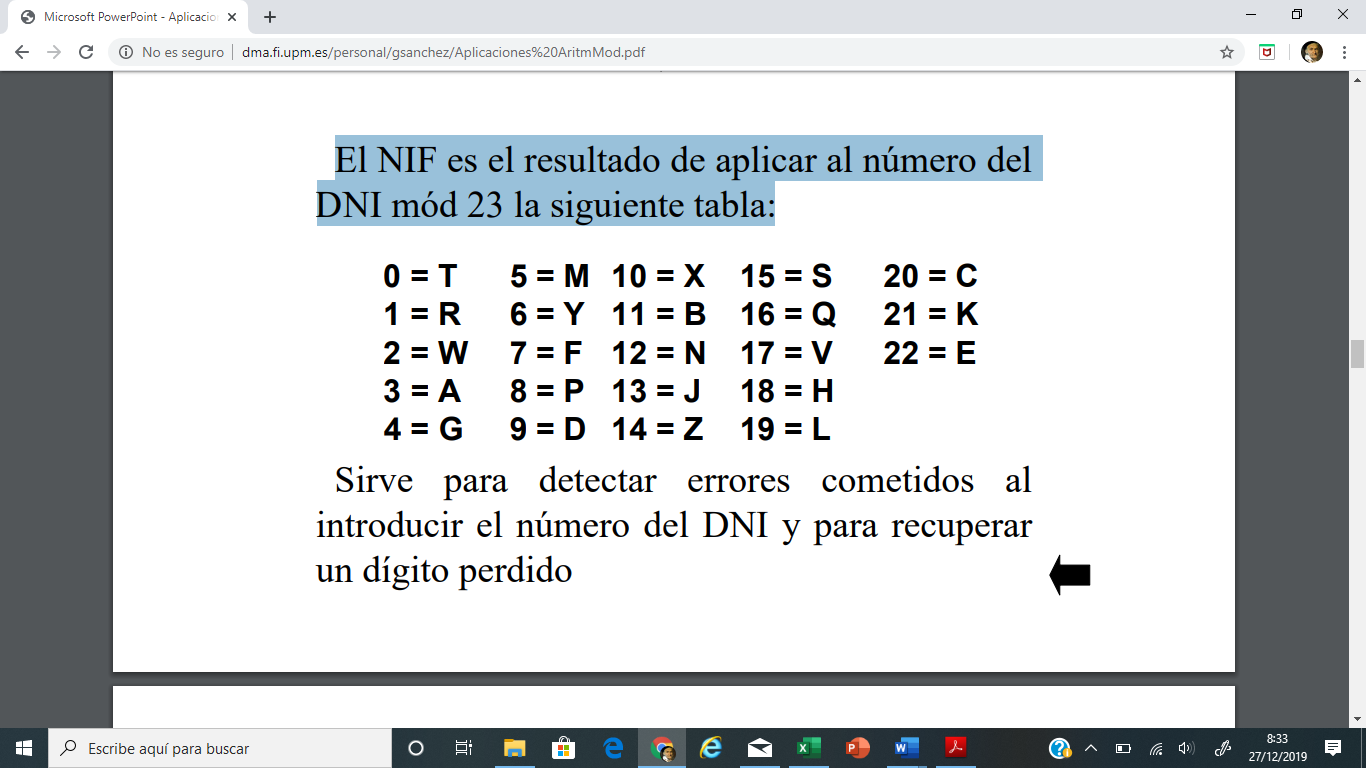 Microsoft PowerPoint - Aplicacio
No es seguro | dma.fi.upm.es/personal/gsanchez/Aplicaciones%20AritmMod.pdf
El NIF es el resultado de aplicar al número del
DNI mód 23 la siguiente tabla:
0 = T 5 = M 10 = X 15 = S 20 = C
1 = R 6 = Y 11 = B 16 = Q 21 = K
2 = W 7 = F 12 = N 17 = V 22 = E
3 = A 8 = P 13 = J 18 = H
4 = G 9 = D 14 = Z 19 = L
Sirve para detectar errores cometidos al
introducir el número del DNI y para recuperar
un dígito perdido
Escribe aquí para buscar
8:33
27/12/2019